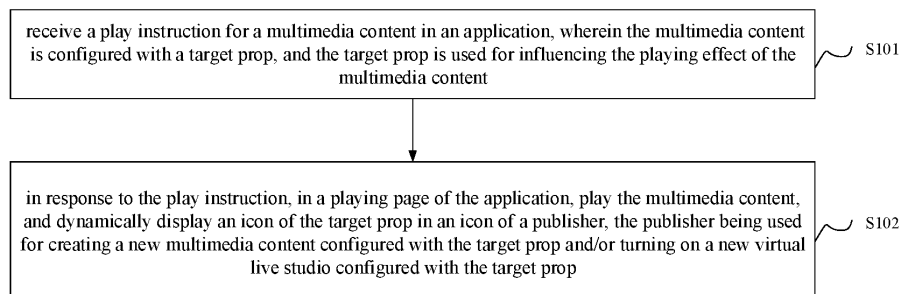 receive a play instruction for a multimedia content in an application, wherein the multimedia content
is configured with a target prop, and the target prop is used for influencing the playing effect of the
multimedia content
S101
in response to the play instruction, in a playing page of the application, play the multimedia content,
and dynamically display an icon of the target prop in an icon of a publisher, the publisher being used
for creating a new multimedia content configured with the target prop and/or turning on a new virtual
live studio configured with the target prop
S102